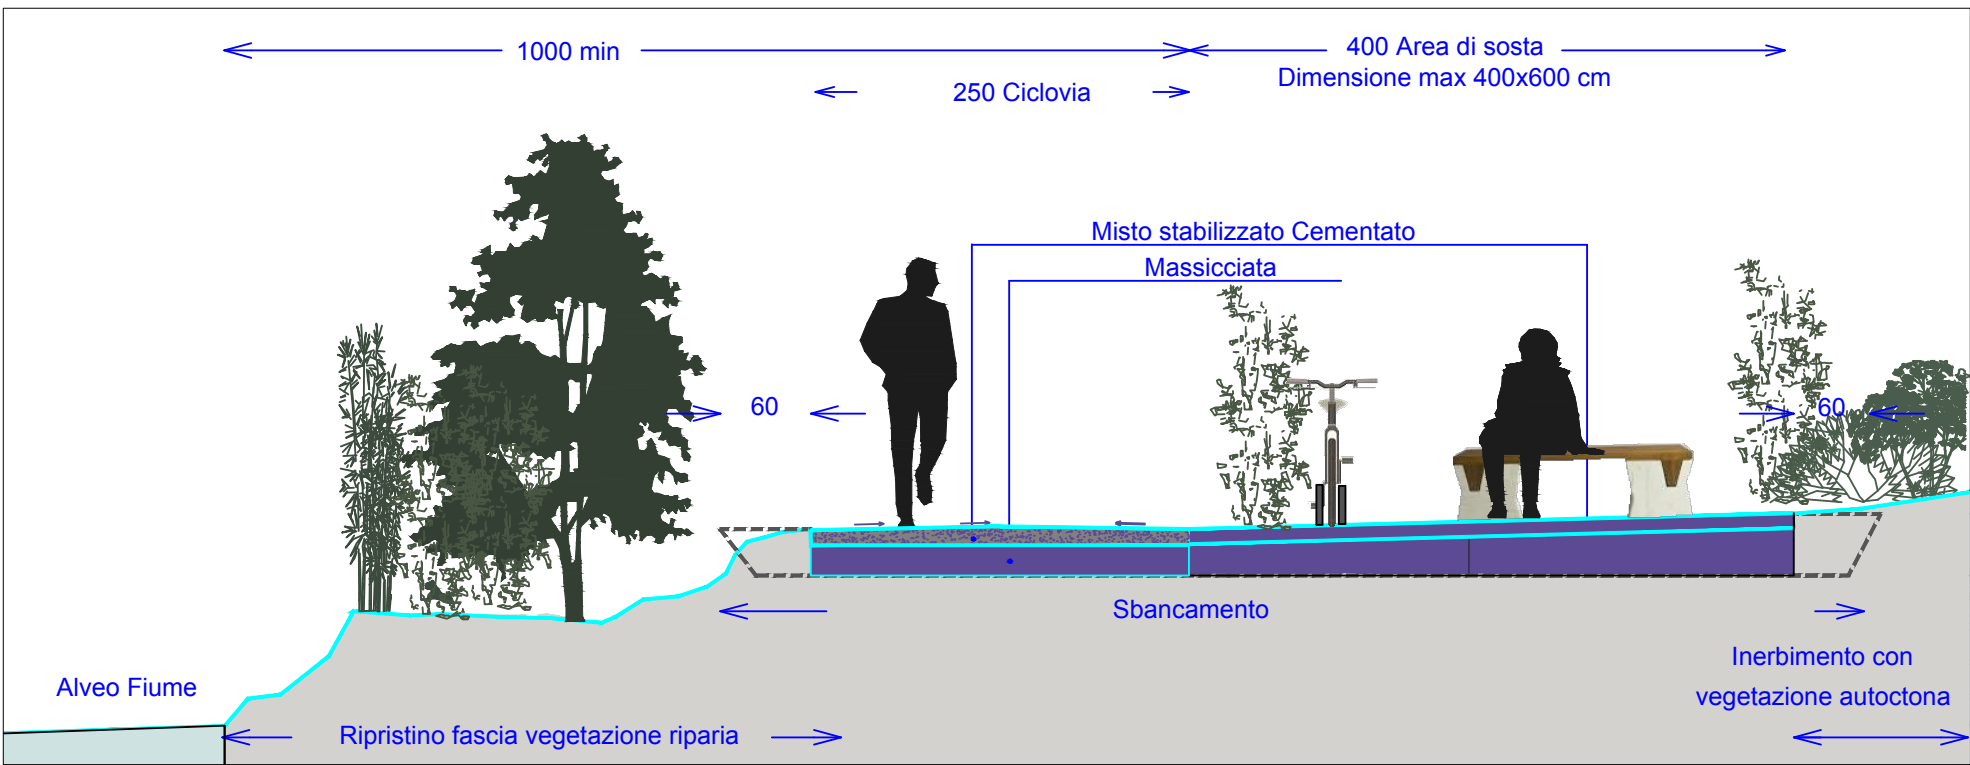 1000 min
400 Area di sosta
Dimensione max 400x600 cm
250 Ciclovia
Misto stabilizzato Cementato
Massicciata
60
60
Sbancamento
Inerbimento con
vegetazione autoctona
Alveo Fiume
Ripristino fascia vegetazione riparia